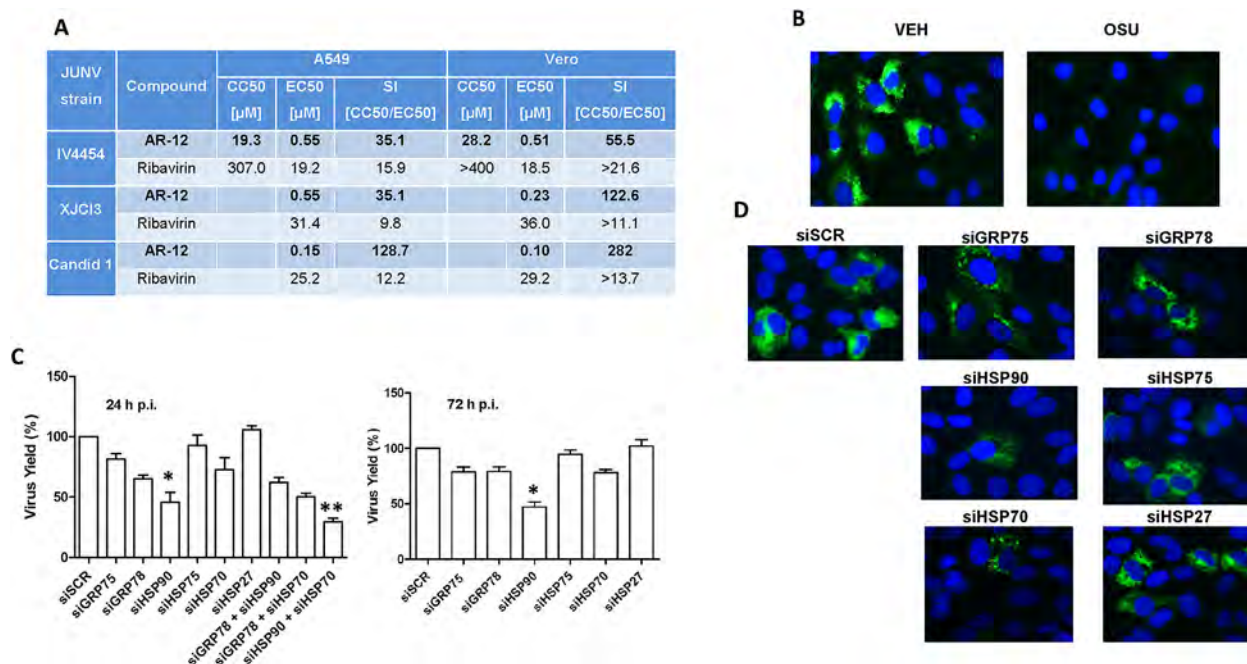 A
JUNV strain Compound A549 Vero
CC50 [µM] EC50 [µM] SI [CC50/EC50] CC50 [µM] EC50 [µM] SI [CC50/EC50]
IV4454 AR-12 19.3 0.55 35.1 28.2 0.51 55.5
Ribavirin 307.0 19.2 15.9 >400 18.5 >21.6
XJCl3 AR-12 0.55 35.1 0.23 122.6
Ribavirin 31.4 9.8 36.0 >11.1
Candid 1 AR-12 0.15 128.7 0.10 282
Ribavirin 25.2 12.2 29.2 >13.7
B
VEH OSU
C
Virus Yield (%)
150
100
50
0
24 h p.i.
*
**
siSCR
siGRP75
siGRP78
siHSP90
siHSP75
siHSP70
siHSP27
siGRP78 + siHSP90
siGRP78 + siHSP70
siHSP90 + siHSP70
Virus Yield (%)
150
100
50
0
72 h p.i.
*
siSCR
siGRP75
siGRP78
siHSP90
siHSP75
siHSP70
siHSP27
D
siSCR siGRP75 siGRP78
siHSP90 siHSP75
siHSP70 siHSP27